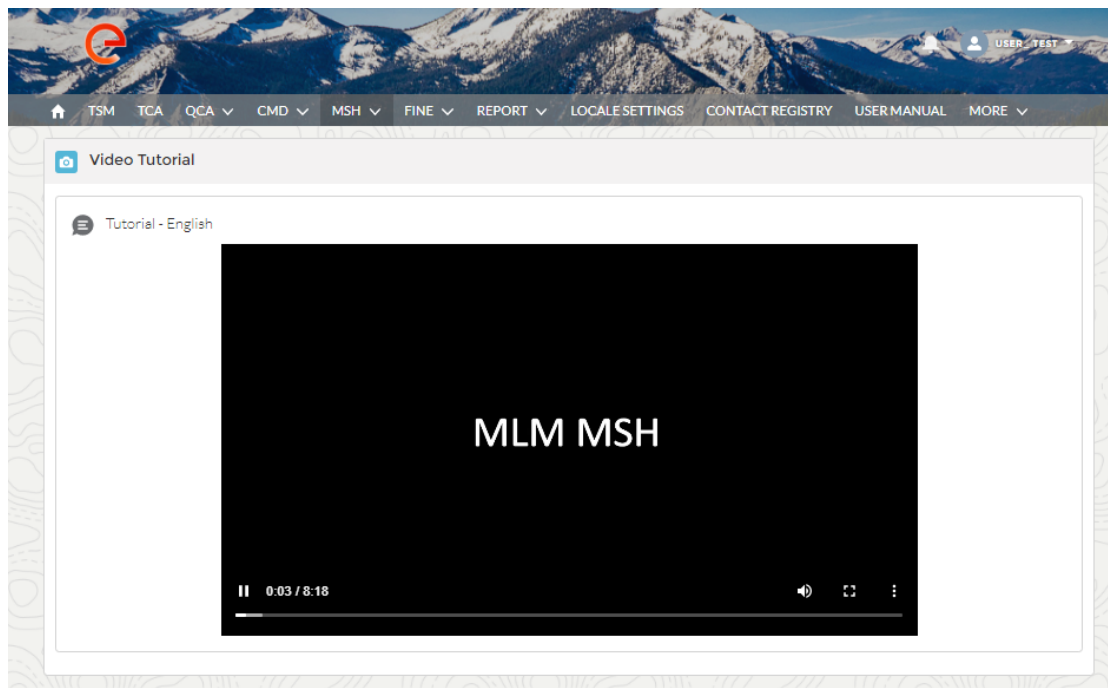 e
USER_TEST
TSM TCA QCA CMD MSH FINE REPORT LOCALE SETTINGS CONTACT REGISTRY USER MANUAL MORE
Video Tutorial
Tutorial - English
MLM MSH
0:03 / 8:18